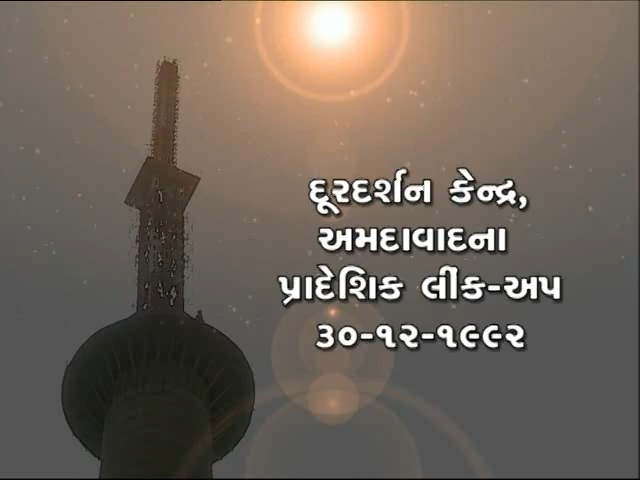 દૂરદર્શન કેન્દ્ર,
અમદાવાદના
પ્રાદેશિક લીંક-અપ
૩૦-૧૨-૧૯૯૨